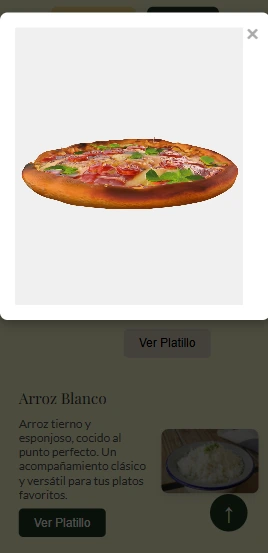 ×
Ver Platillo
Arroz Blanco
Arroz tierno y
esponjoso, cocido al
punto perfecto. Un
acompañamiento clásico
y versátil para tus platos
favoritos.
Ver Platillo
↑